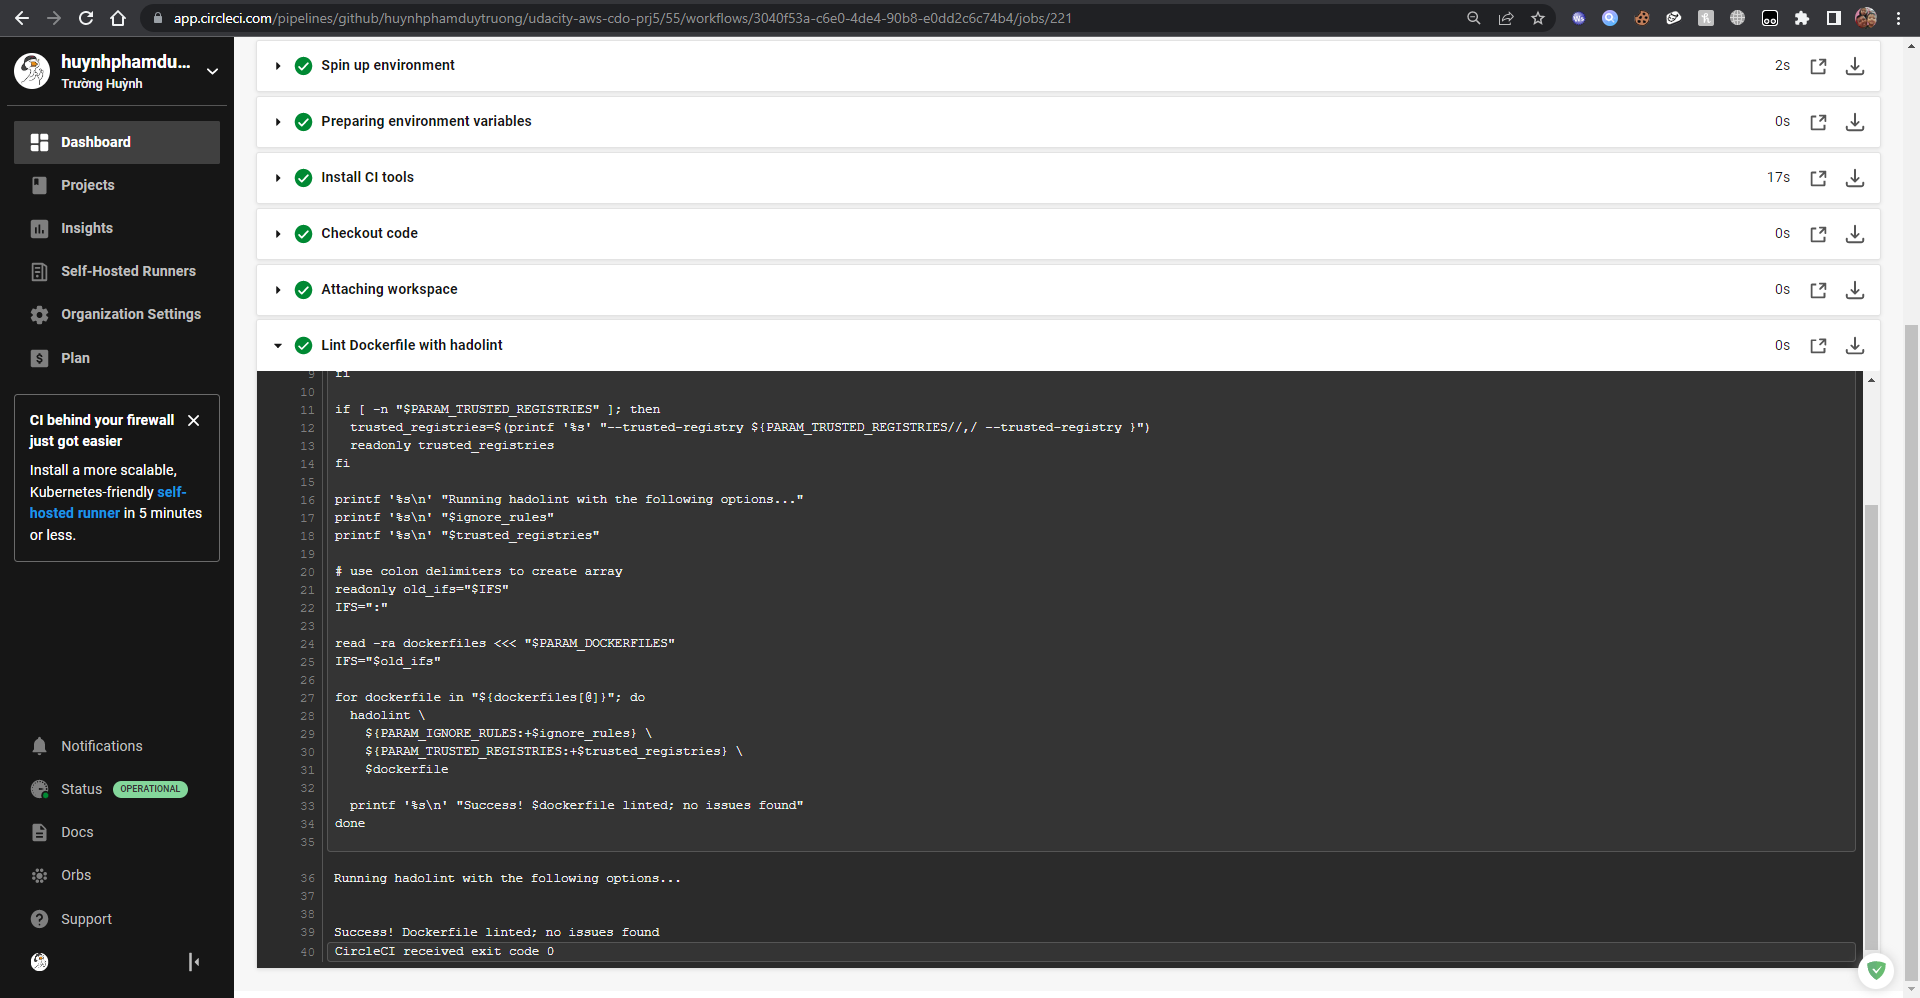 app.circleci.com/pipelines/github/huynhphamduytruong/udacity-aws-cdo-prj5/55/workflows/3040f53a-c6e0-4de4-90b8-e0dd2c6c74b4/jobs/221
huynhphamdu...
Trường Huỳnh
Dashboard
Projects
Insights
Self-Hosted Runners
Organization Settings
Plan
CI behind your firewall
just got easier
Install a more scalable,
Kubernetes-friendly self-
hosted runner in 5 minutes
or less.
Notifications
Status OPERATIONAL
Docs
Orbs
Support
Spin up environment 2s
Preparing environment variables 0s
Install CI tools 17s
Checkout code 0s
Attaching workspace 0s
Lint Dockerfile with hadolint 0s
9 fi
10
11 if [ -n "$PARAM_TRUSTED_REGISTRIES" ]; then
12 trusted_registries=$(printf '%s' "--trusted-registry ${PARAM_TRUSTED_REGISTRIES//,/ --trusted-registry }")
13 readonly trusted_registries
14 fi
15
16 printf '%s\n' "Running hadolint with the following options..."
17 printf '%s\n' "$ignore_rules"
18 printf '%s\n' "$trusted_registries"
19
20 # use colon delimiters to create array
21 readonly old_ifs="$IFS"
22 IFS=":"
23
24 read -ra dockerfiles <<< "$PARAM_DOCKERFILES"
25 IFS="$old_ifs"
26
27 for dockerfile in "${dockerfiles[@]}"; do
28 hadolint \
29 ${PARAM_IGNORE_RULES:+$ignore_rules} \
30 ${PARAM_TRUSTED_REGISTRIES:+$trusted_registries} \
31 $dockerfile
32
33 printf '%s\n' "Success! $dockerfile linted; no issues found"
34 done
35
36 Running hadolint with the following options...
37
38
39 Success! Dockerfile linted; no issues found
40 CircleCI received exit code 0